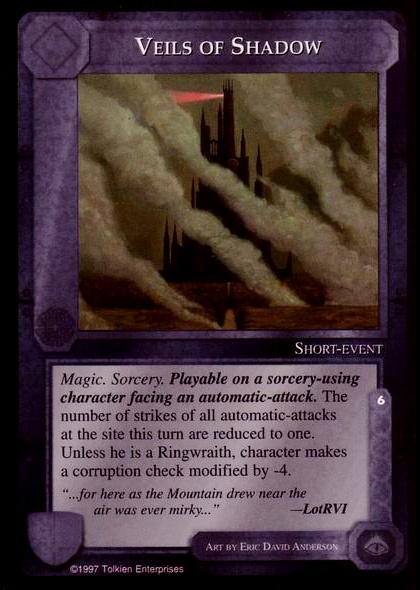 VEILS OF SHADOW
SHORT-EVENT
Magic. Sorcery. Playable on a sorcery-using
character facing an automatic-attack. The
number of strikes of all automatic-attacks
at the site this turn are reduced to one.
Unless he is a Ringwraith, character makes
a corruption check modified by -4.
6
“...for here as the Mountain drew near the
air was ever mirky...” —LotRVI
ART BY ERIC DAVID ANDERSON
©1997 Tolkien Enterprises